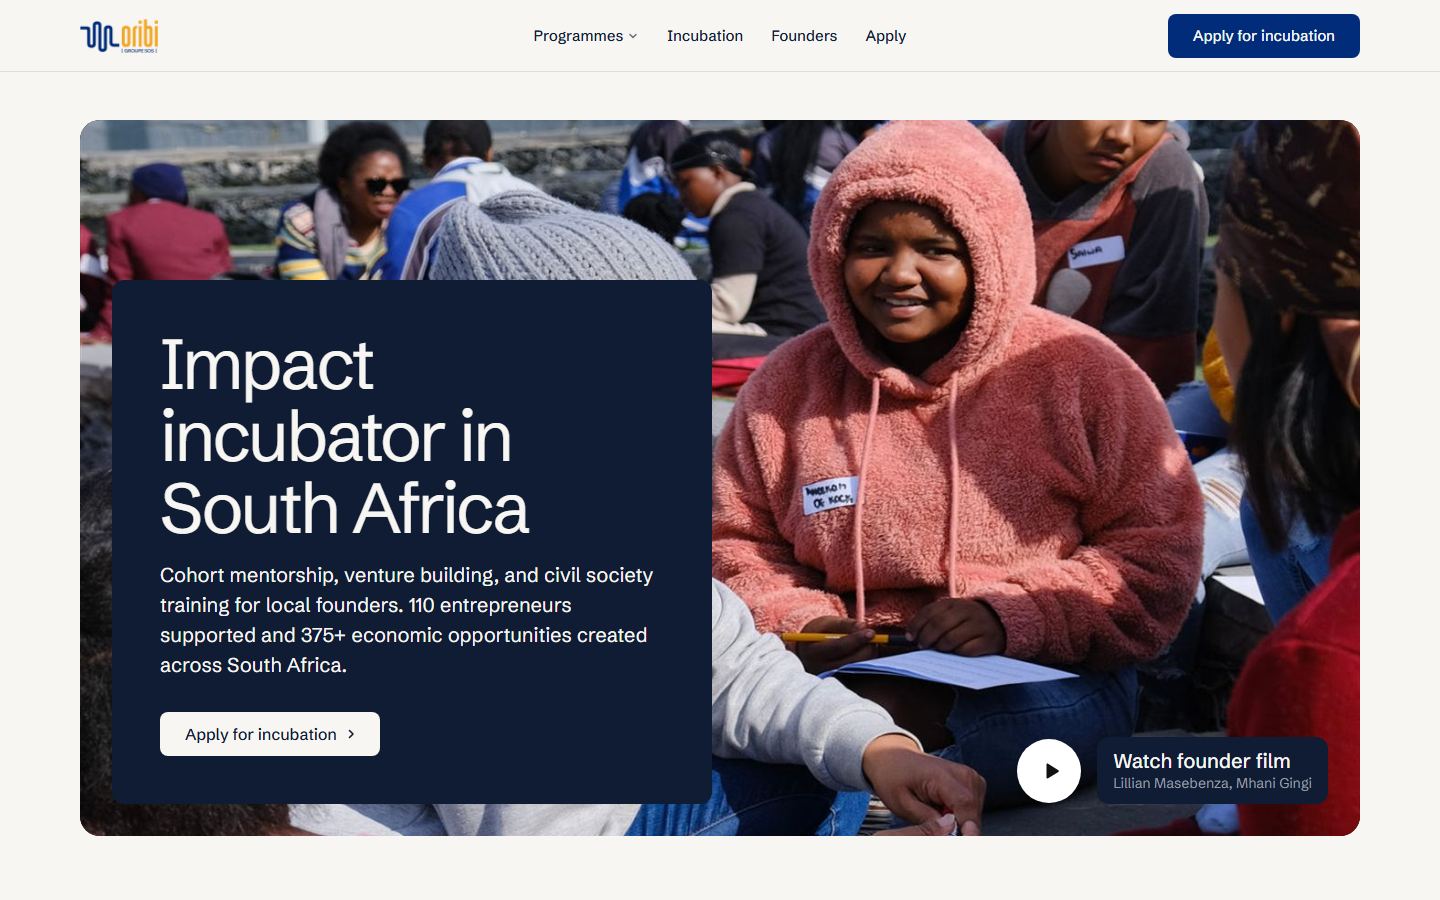 oribi
[ GROUPE SOS ]
Programmes
Incubation
Founders
Apply
Apply for incubation
SAIWA
Impact
incubator in
South Africa
Cohort mentorship, venture building, and civil society
training for local founders. 110 entrepreneurs
supported and 375+ economic opportunities created
across South Africa.
Apply for incubation
Watch founder film
Lillian Masebenza, Mhani Gingi